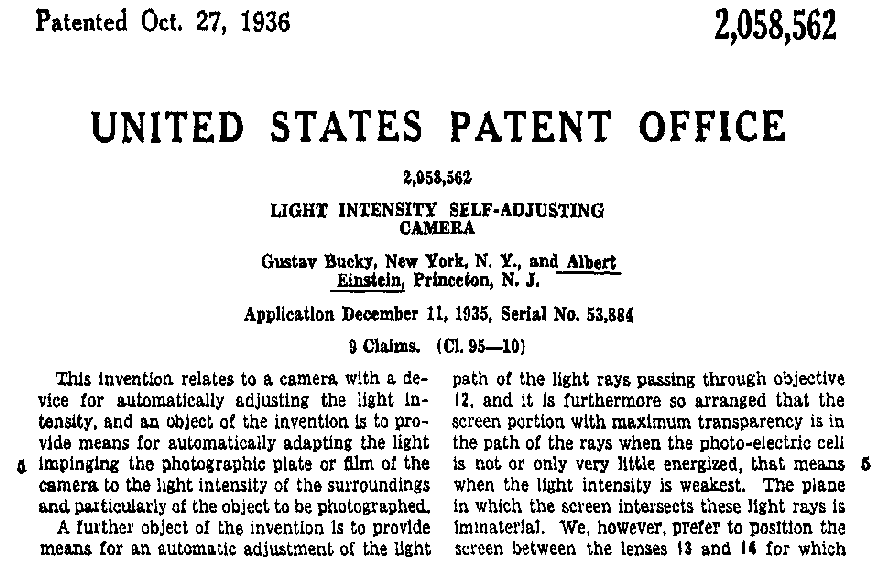 Patented Oct. 27, 1936 2,058,562
UNITED STATES PATENT OFFICE
2,058,562
LIGHT INTENSITY SELF-ADJUSTING
CAMERA
Gustav Bucky, New York, N. Y., and Albert
Einstein, Princeton, N. J.
Application December 11, 1935, Serial No. 53,884
9 Claims. (Cl. 95—10)
This invention relates to a camera with a de-
vice for automatically adjusting the light in-
tensity, and an object of the invention is to pro-
vide means for automatically adapting the light
5 impinging the photographic plate or film of the
camera to the light intensity of the surroundings
and particularly of the object to be photographed.
A further object of the invention is to provide
means for an automatic adjustment of the light
path of the light rays passing through objective
12, and it is furthermore so arranged that the
screen portion with maximum transparency is in
the path of the rays when the photo-electric cell
is not or only very little energized, that means 5
when the light intensity is weakest. The plane
in which the screen intersects these light rays is
immaterial. We, however, prefer to position the
screen between the lenses 13 and 14 for which